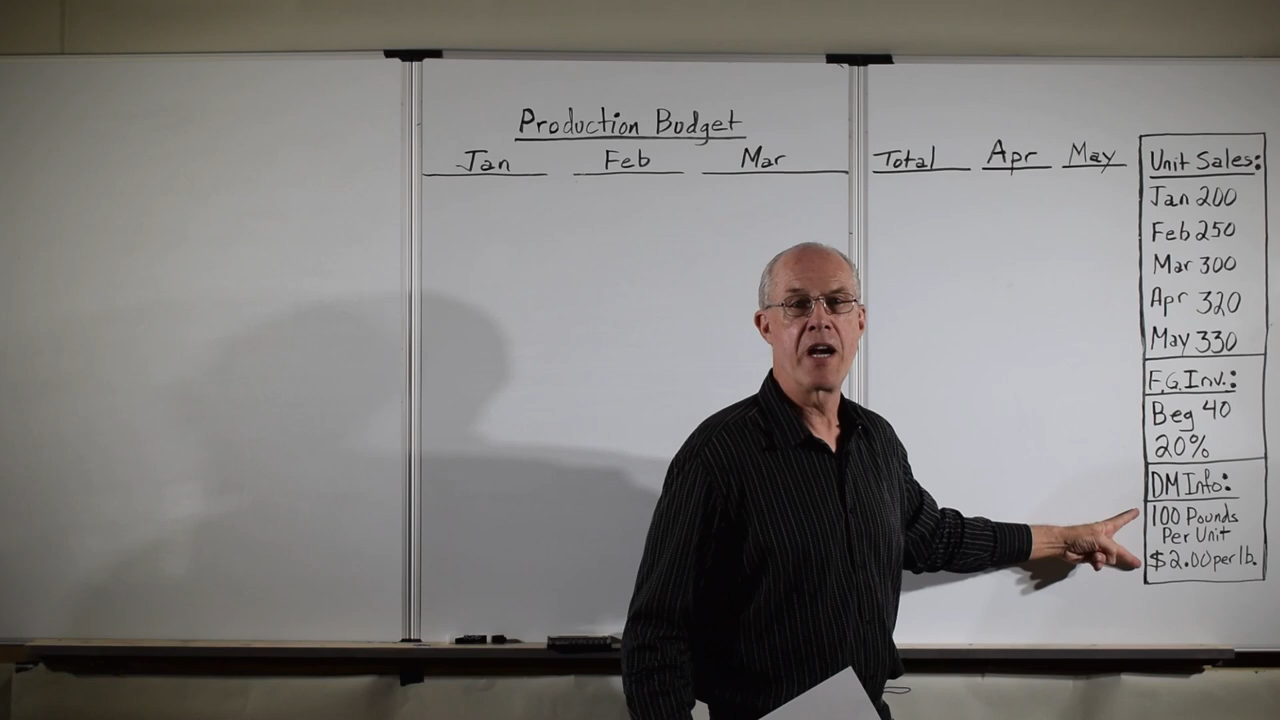 Production Budget
Jan Feb Mar Total Apr May
Unit Sales:
Jan 200
Feb 250
Mar 300
Apr 320
May 330
F.G. Inv.:
Beg 40
20%
DM Info:
100 Pounds
Per Unit
$2.00 per lb.